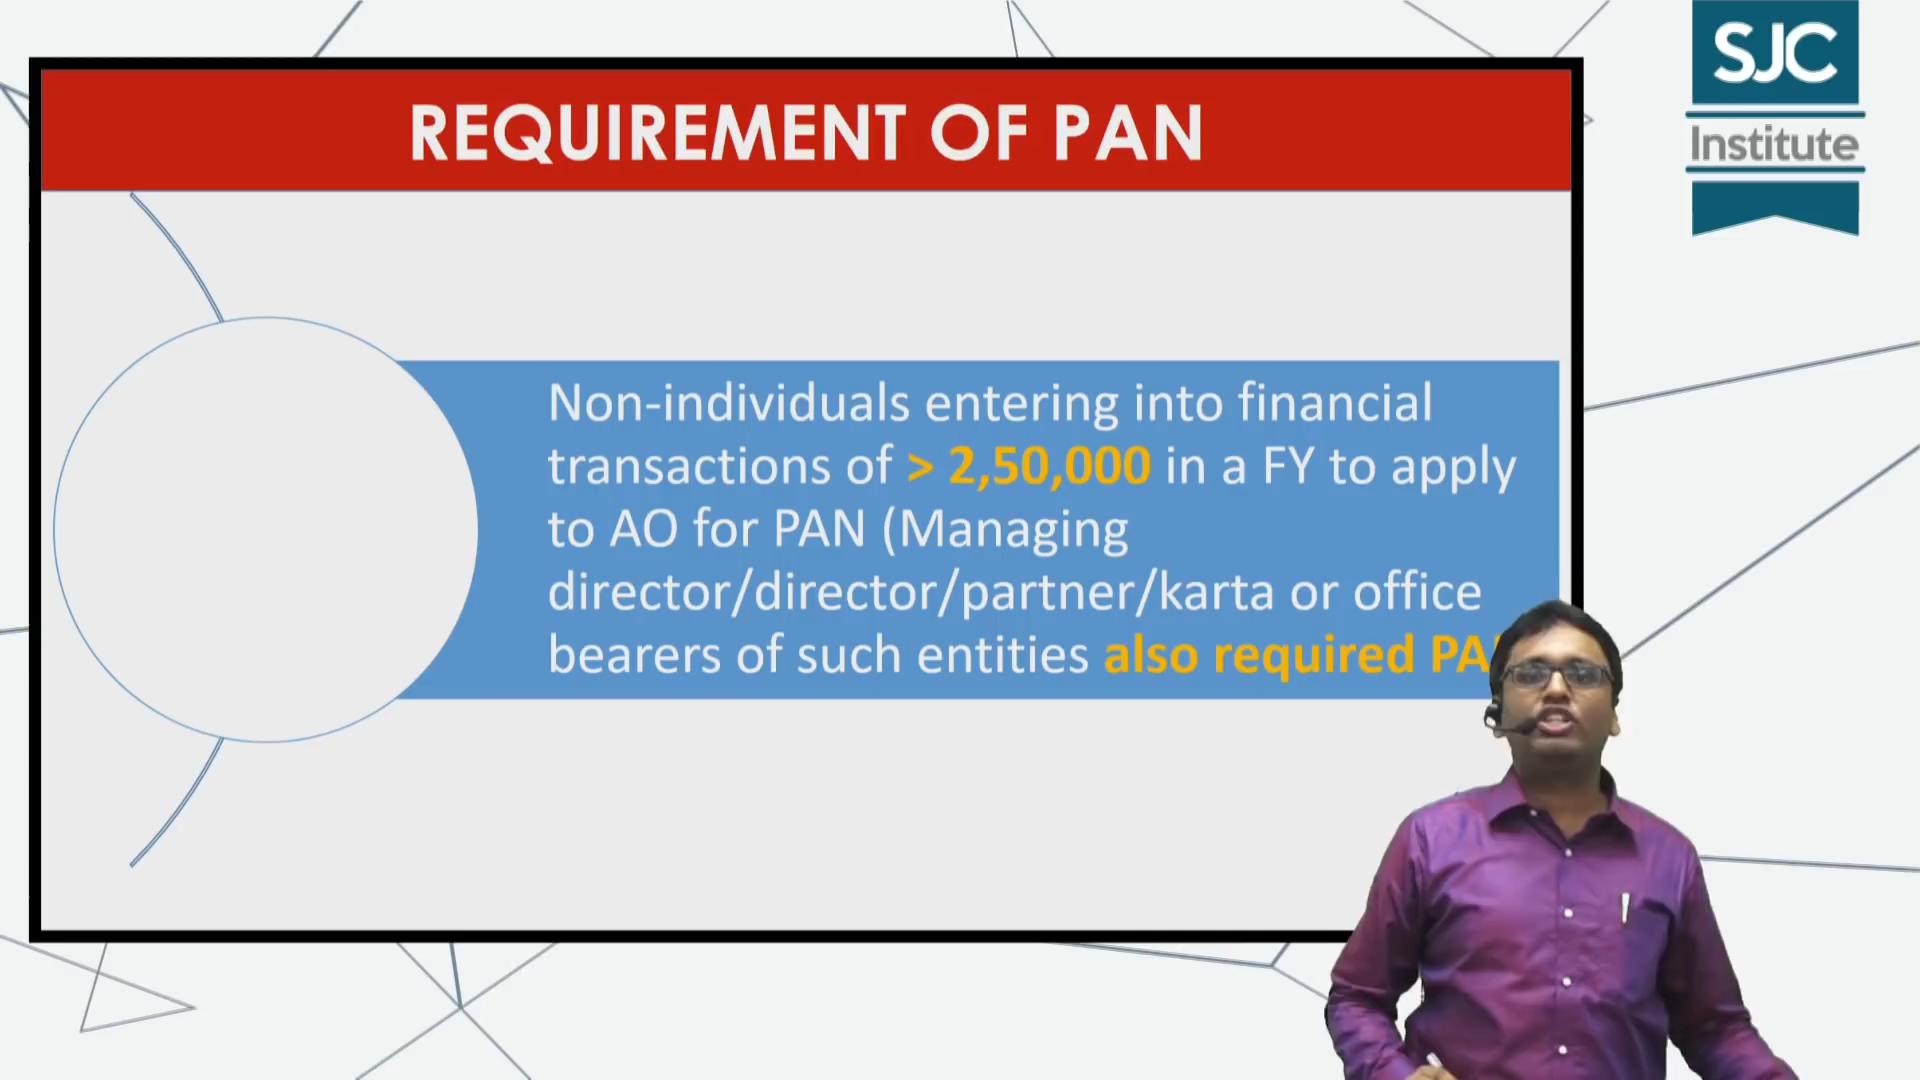 SJC
Institute
REQUIREMENT OF PAN
Non-individuals entering into financial
transactions of > 2,50,000 in a FY to apply
to AO for PAN (Managing
director/director/partner/karta or office
bearers of such entities also required